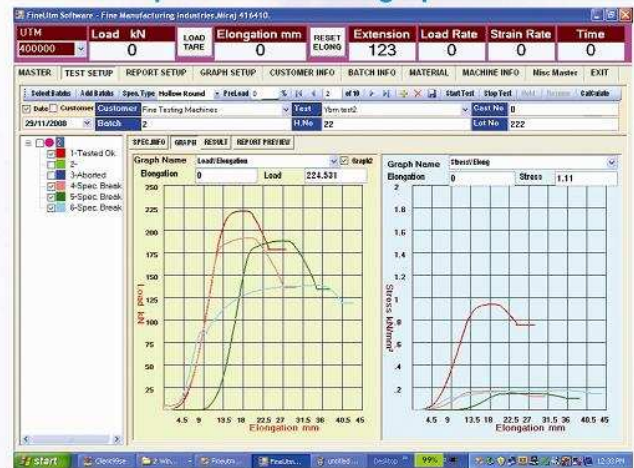 FineUtm Software - Fine Manufacturing Industries,Miraj 416410.
UTM
Load kN
LOAD TARE
Elongation mm
RESET ELONG
Extension
Load Rate
Strain Rate
Time
400000
0
0
123
0
0
0
MASTER TEST SETUP REPORT SETUP GRAPH SETUP CUSTOMER INFO BATCH INFO MATERIAL MACHINE INFO Misc Master EXIT
Select Batchs Add Batchs Spec.Type Hollow Round PreLoad 0 % 2 of 10 Start Test Stop Test Hold Calculate
Date Customer Customer Fine Testing Machines Test Ybm test2 Cast No 0
29/11/2008 Batch 2 H.No 22 Lot No 222
2
1-Tested Ok
2-
3-Aborted
4-Spec. Break
5-Spec. Break
6-Spec. Break
SPEC.INFO GRAPH RESULT REPORT PREVIEW
Graph Name Load\Elongation Graph2
Elongation 0 Load 224.531
250
225
200
175
150
125
100
75
50
25
Load kN
4.5 9 13.5 18 22.5 27 31.5 36 40.5 45
Elongation mm
Graph Name Stress\Elong
Elongation 0 Stress 1.11
2
1.8
1.6
1.4
1.2
1
.8
.6
.4
.2
Stress kN/mm²
4.5 9 13.5 18 22.5 27 31.5 36 40.5 45
Elongation mm
start
2 Win...
FineUtm...
untitled
Desktop
99%
12:33 PM